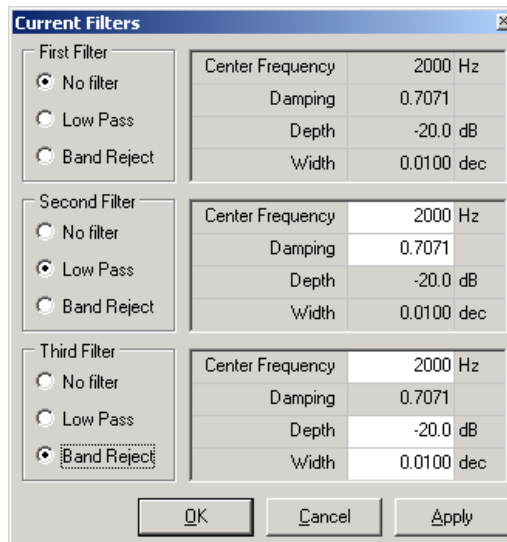 Current Filters
First Filter
No filter
Low Pass
Band Reject
Center Frequency 2000 Hz
Damping 0.7071
Depth -20.0 dB
Width 0.0100 dec
Second Filter
No filter
Low Pass
Band Reject
Center Frequency 2000 Hz
Damping 0.7071
Depth -20.0 dB
Width 0.0100 dec
Third Filter
No filter
Low Pass
Band Reject
Center Frequency 2000 Hz
Damping 0.7071
Depth -20.0 dB
Width 0.0100 dec
OK Cancel Apply